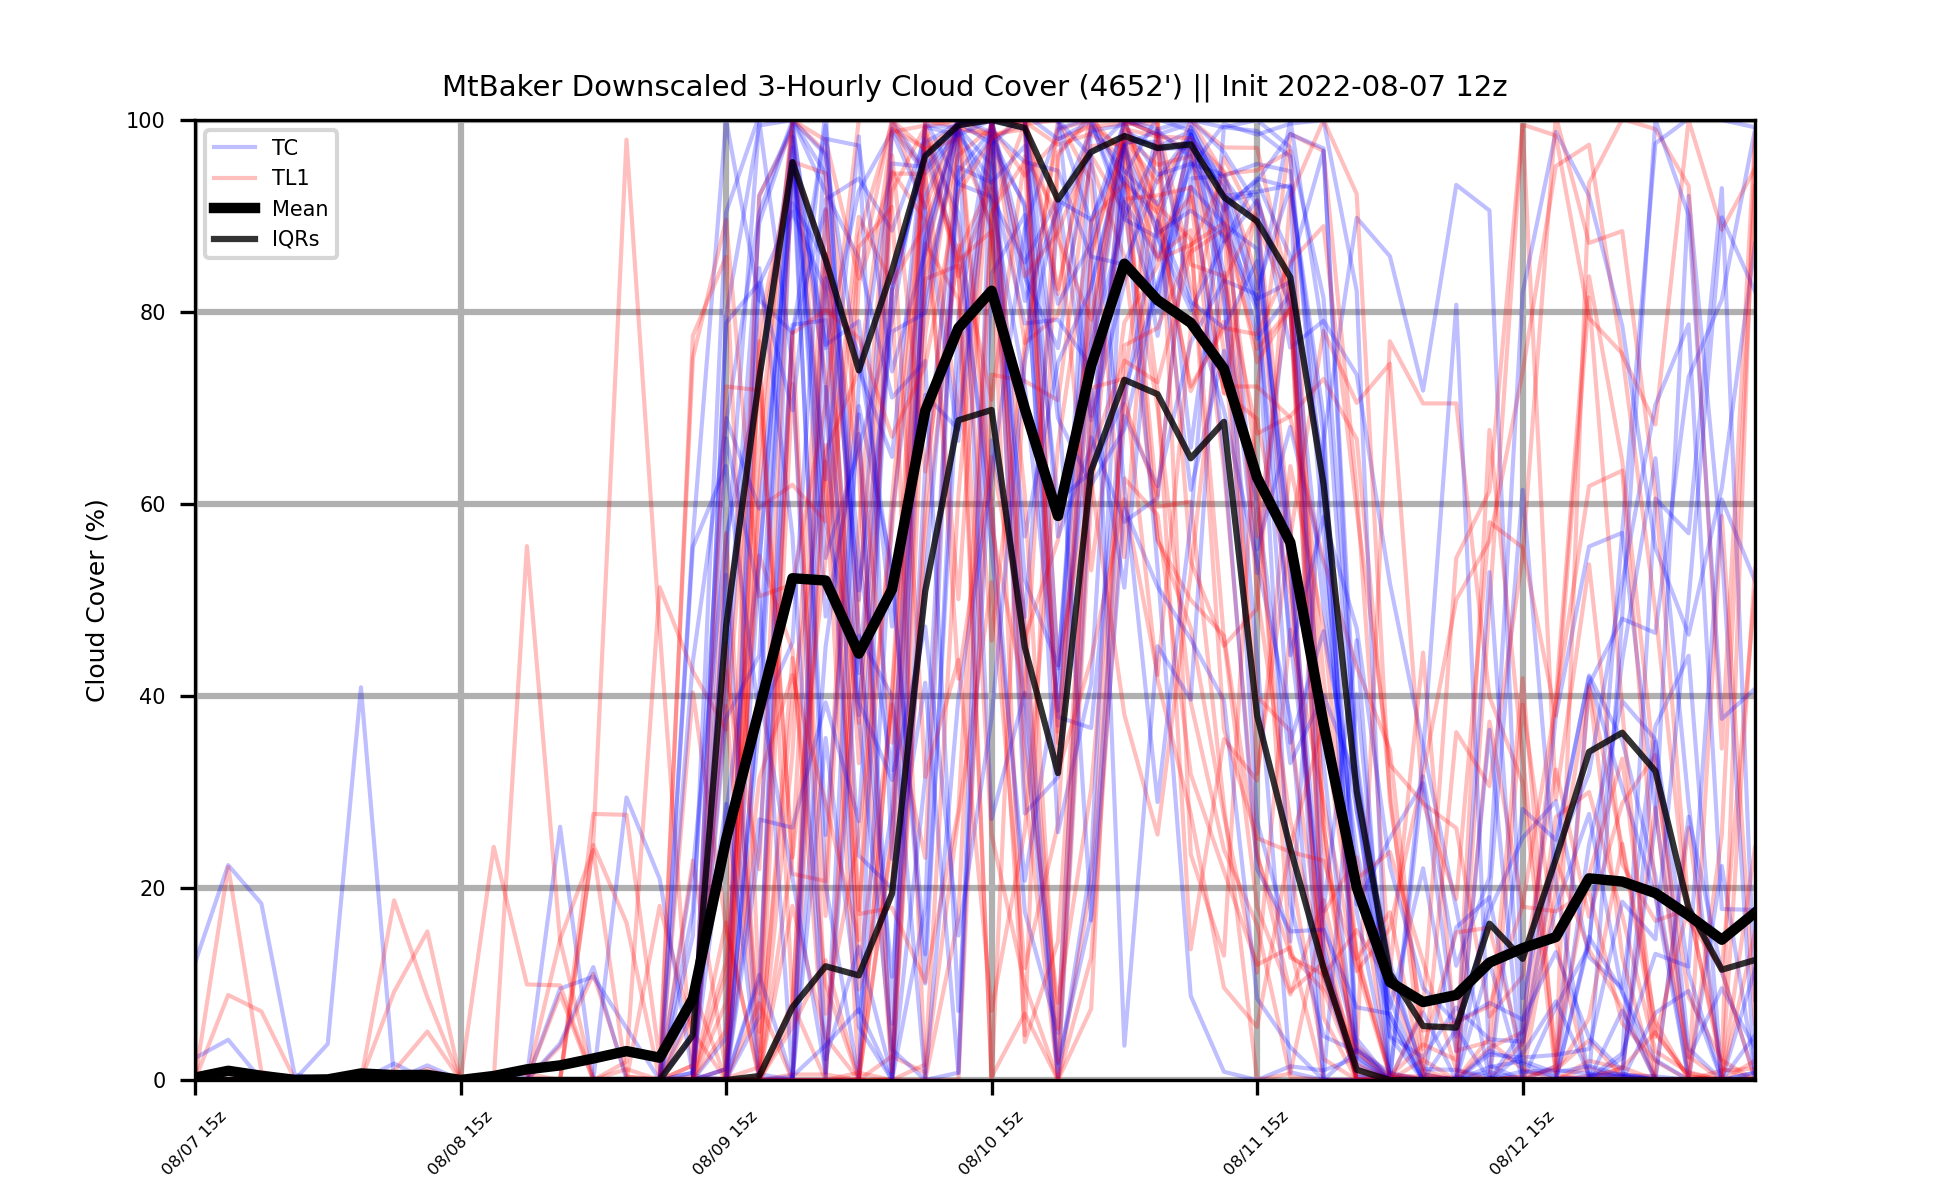 MtBaker Downscaled 3-Hourly Cloud Cover (4652') || Init 2022-08-07 12z
TC
TL1
Mean
IQRs
Cloud Cover (%)
100
80
60
40
20
0
08/07 15z
08/08 15z
08/09 15z
08/10 15z
08/11 15z
08/12 15z